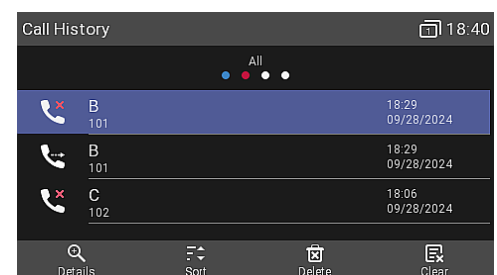 Call History 1 18:40
All
B 18:29
101 09/28/2024
B 18:29
101 09/28/2024
C 18:06
102 09/28/2024
Details Sort Delete Clear